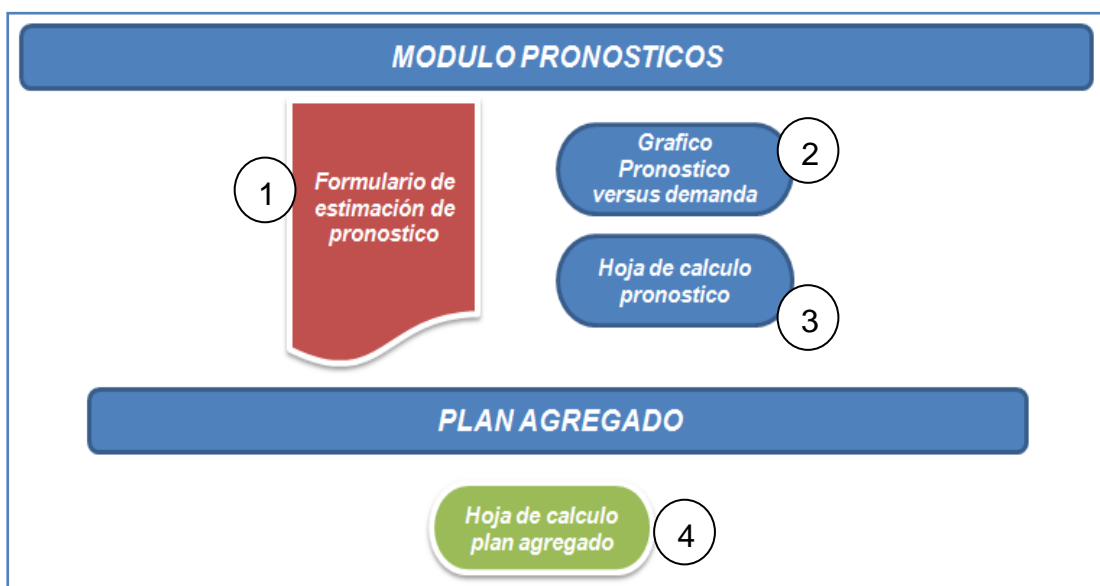 MODULO PRONOSTICOS
1
Formulario de
estimación de
pronostico
Grafico
Pronostico
versus demanda
2
Hoja de calculo
pronostico
3
PLAN AGREGADO
Hoja de calculo
plan agregado
4